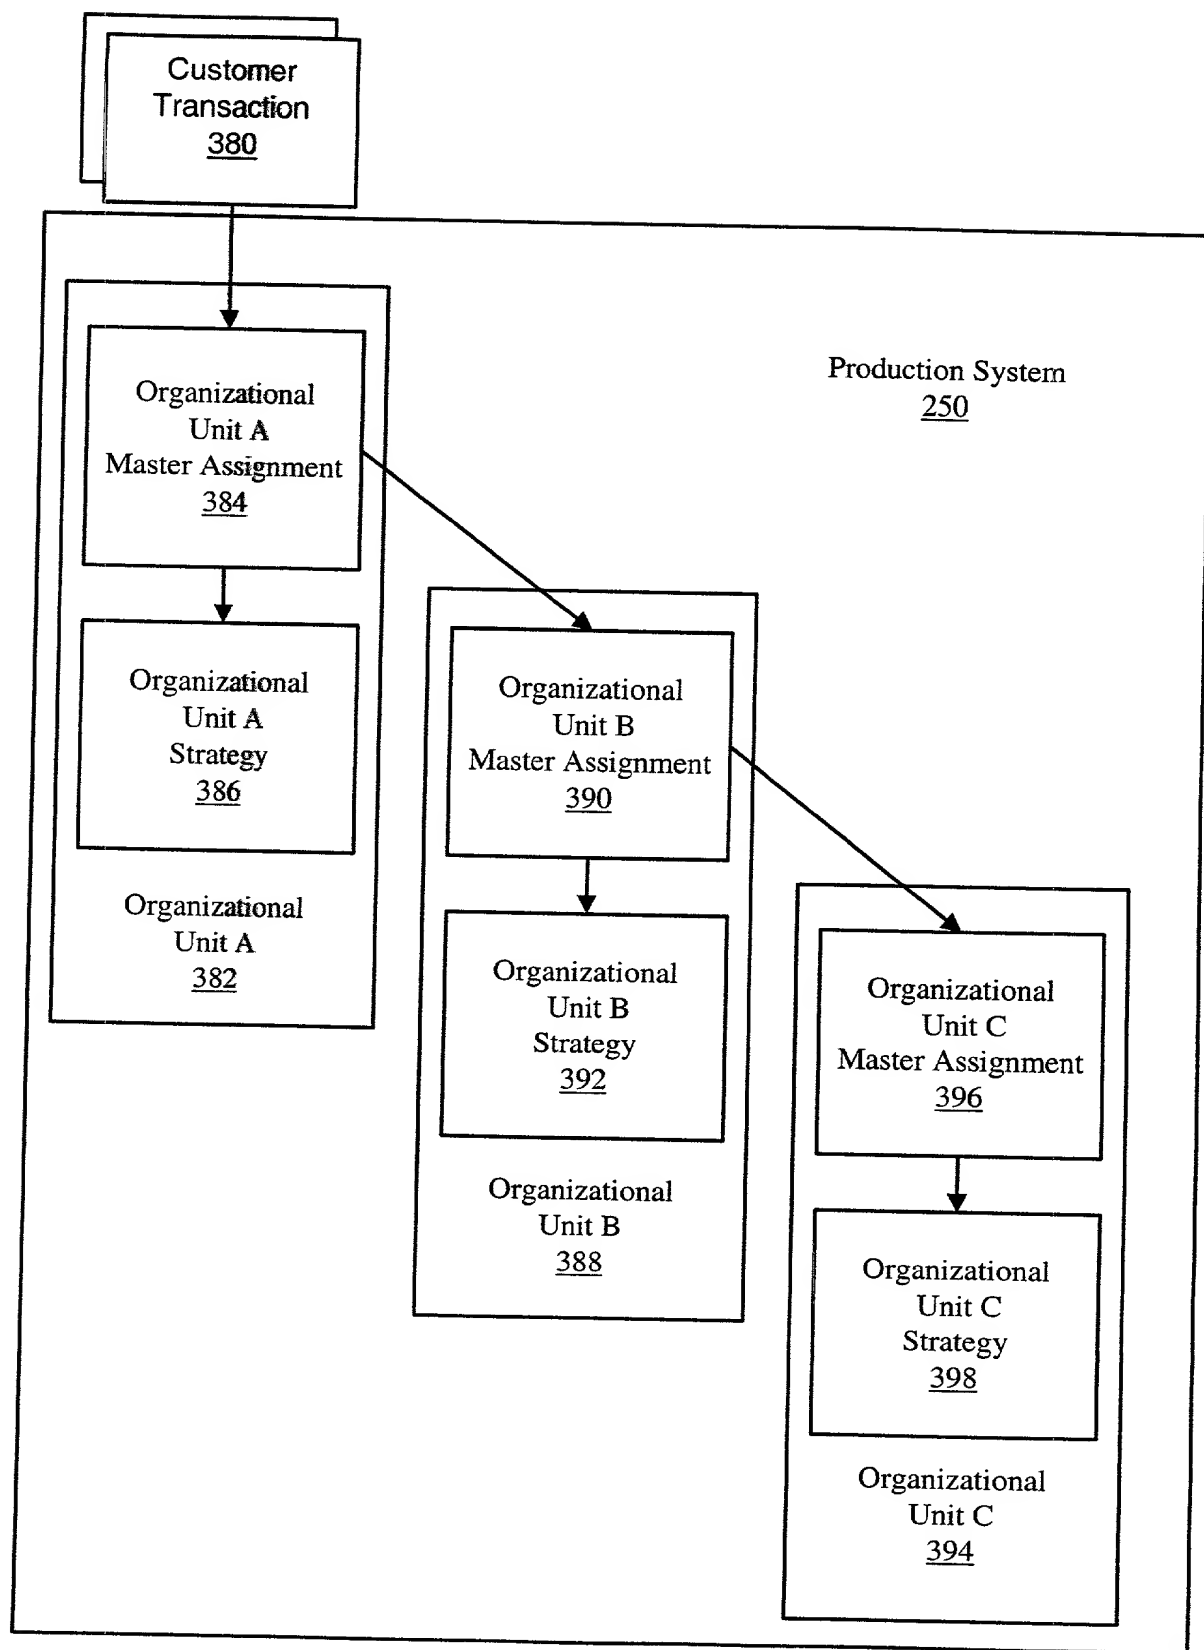 Customer
Transaction
380
Production System
250
Organizational
Unit A
Master Assignment
384
Organizational
Unit A
Strategy
386
Organizational
Unit A
382
Organizational
Unit B
Master Assignment
390
Organizational
Unit B
Strategy
392
Organizational
Unit B
388
Organizational
Unit C
Master Assignment
396
Organizational
Unit C
Strategy
398
Organizational
Unit C
394